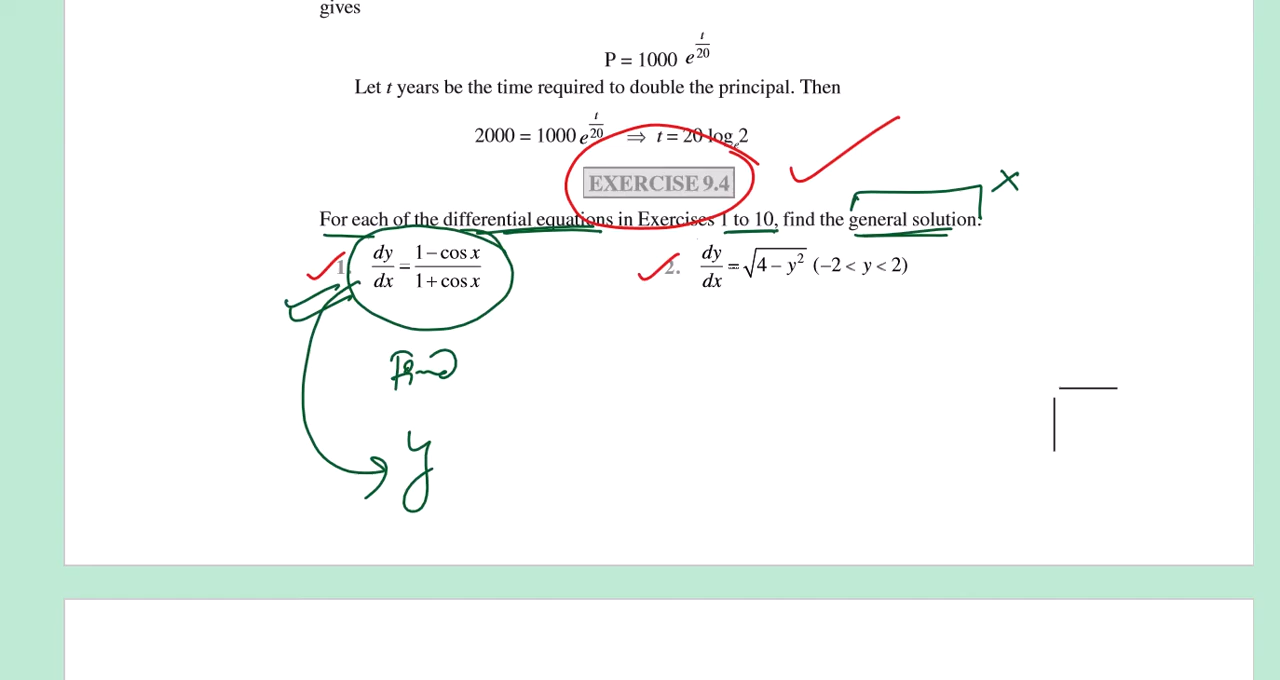 gives
P = 1000 e^{t/20}
Let t years be the time required to double the principal. Then
2000 = 1000 e^{t/20} ⇒ t = 20 log_e 2
EXERCISE 9.4
For each of the differential equations in Exercises 1 to 10, find the general solution:
1. dy/dx = (1 – cos x)/(1 + cos x) 2. dy/dx = √(4 – y²) (–2 < y < 2)
Find
y